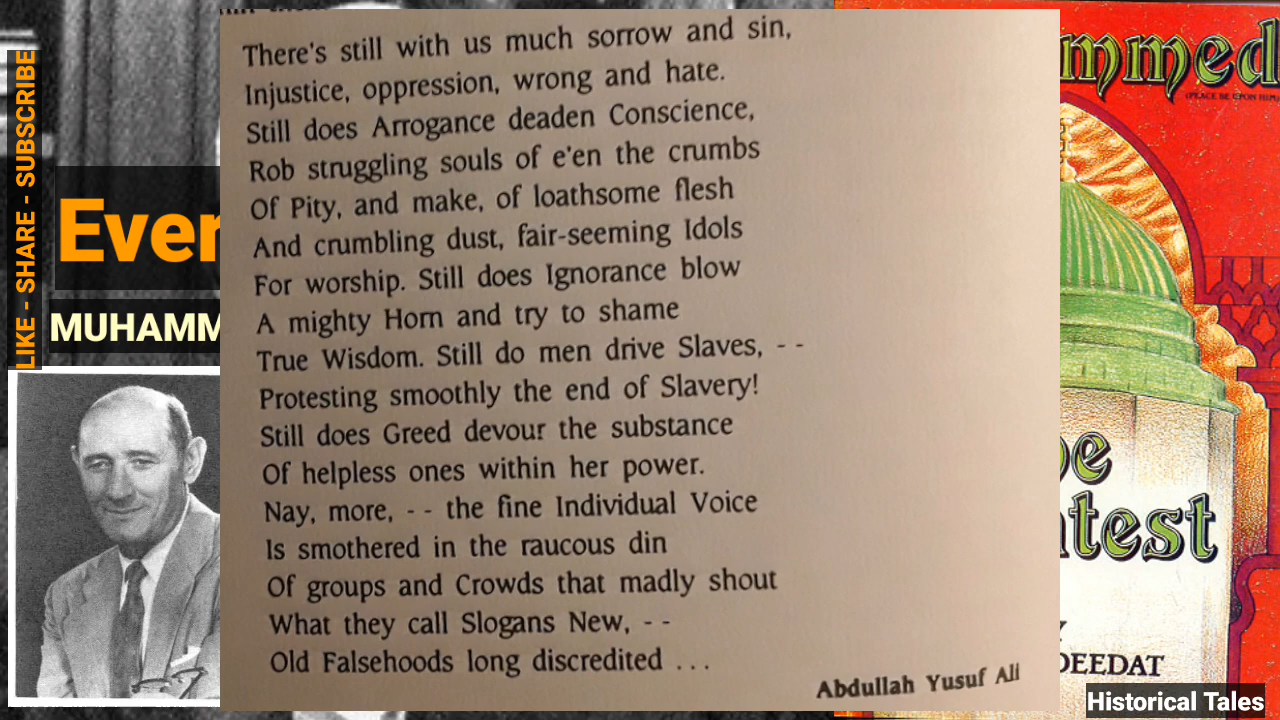 LIKE - SHARE - SUBSCRIBE
Ever
MUHAMM
There's still with us much sorrow and sin,
Injustice, oppression, wrong and hate.
Still does Arrogance deaden Conscience,
Rob struggling souls of e'en the crumbs
Of Pity, and make, of loathsome flesh
And crumbling dust, fair-seeming Idols
For worship. Still does Ignorance blow
A mighty Horn and try to shame
True Wisdom. Still do men drive Slaves, - -
Protesting smoothly the end of Slavery!
Still does Greed devour the substance
Of helpless ones within her power.
Nay, more, - - the fine Individual Voice
Is smothered in the raucous din
Of groups and Crowds that madly shout
What they call Slogans New, - -
Old Falsehoods long discredited . . .
Abdullah Yusuf Ali
mmed
(PEACE BE UPON HIM)
test
DEEDAT
Historical Tales